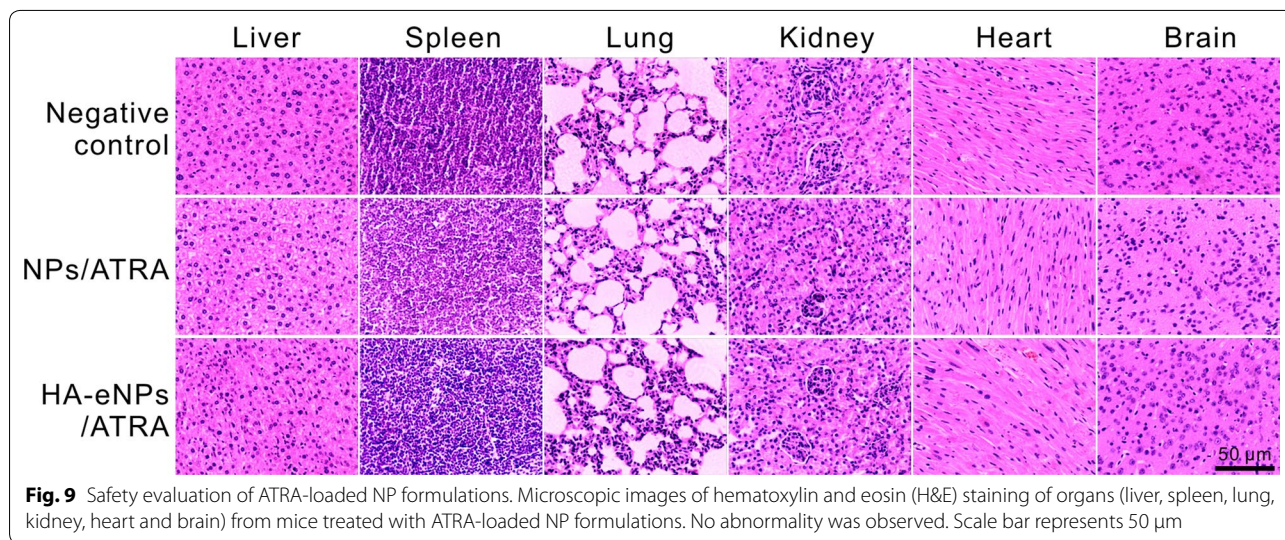 Liver Spleen Lung Kidney Heart Brain
Negative
control
NPs/ATRA
HA-eNPs
/ATRA
50 µm
Fig. 9 Safety evaluation of ATRA-loaded NP formulations. Microscopic images of hematoxylin and eosin (H&E) staining of organs (liver, spleen, lung,
kidney, heart and brain) from mice treated with ATRA-loaded NP formulations. No abnormality was observed. Scale bar represents 50 µm